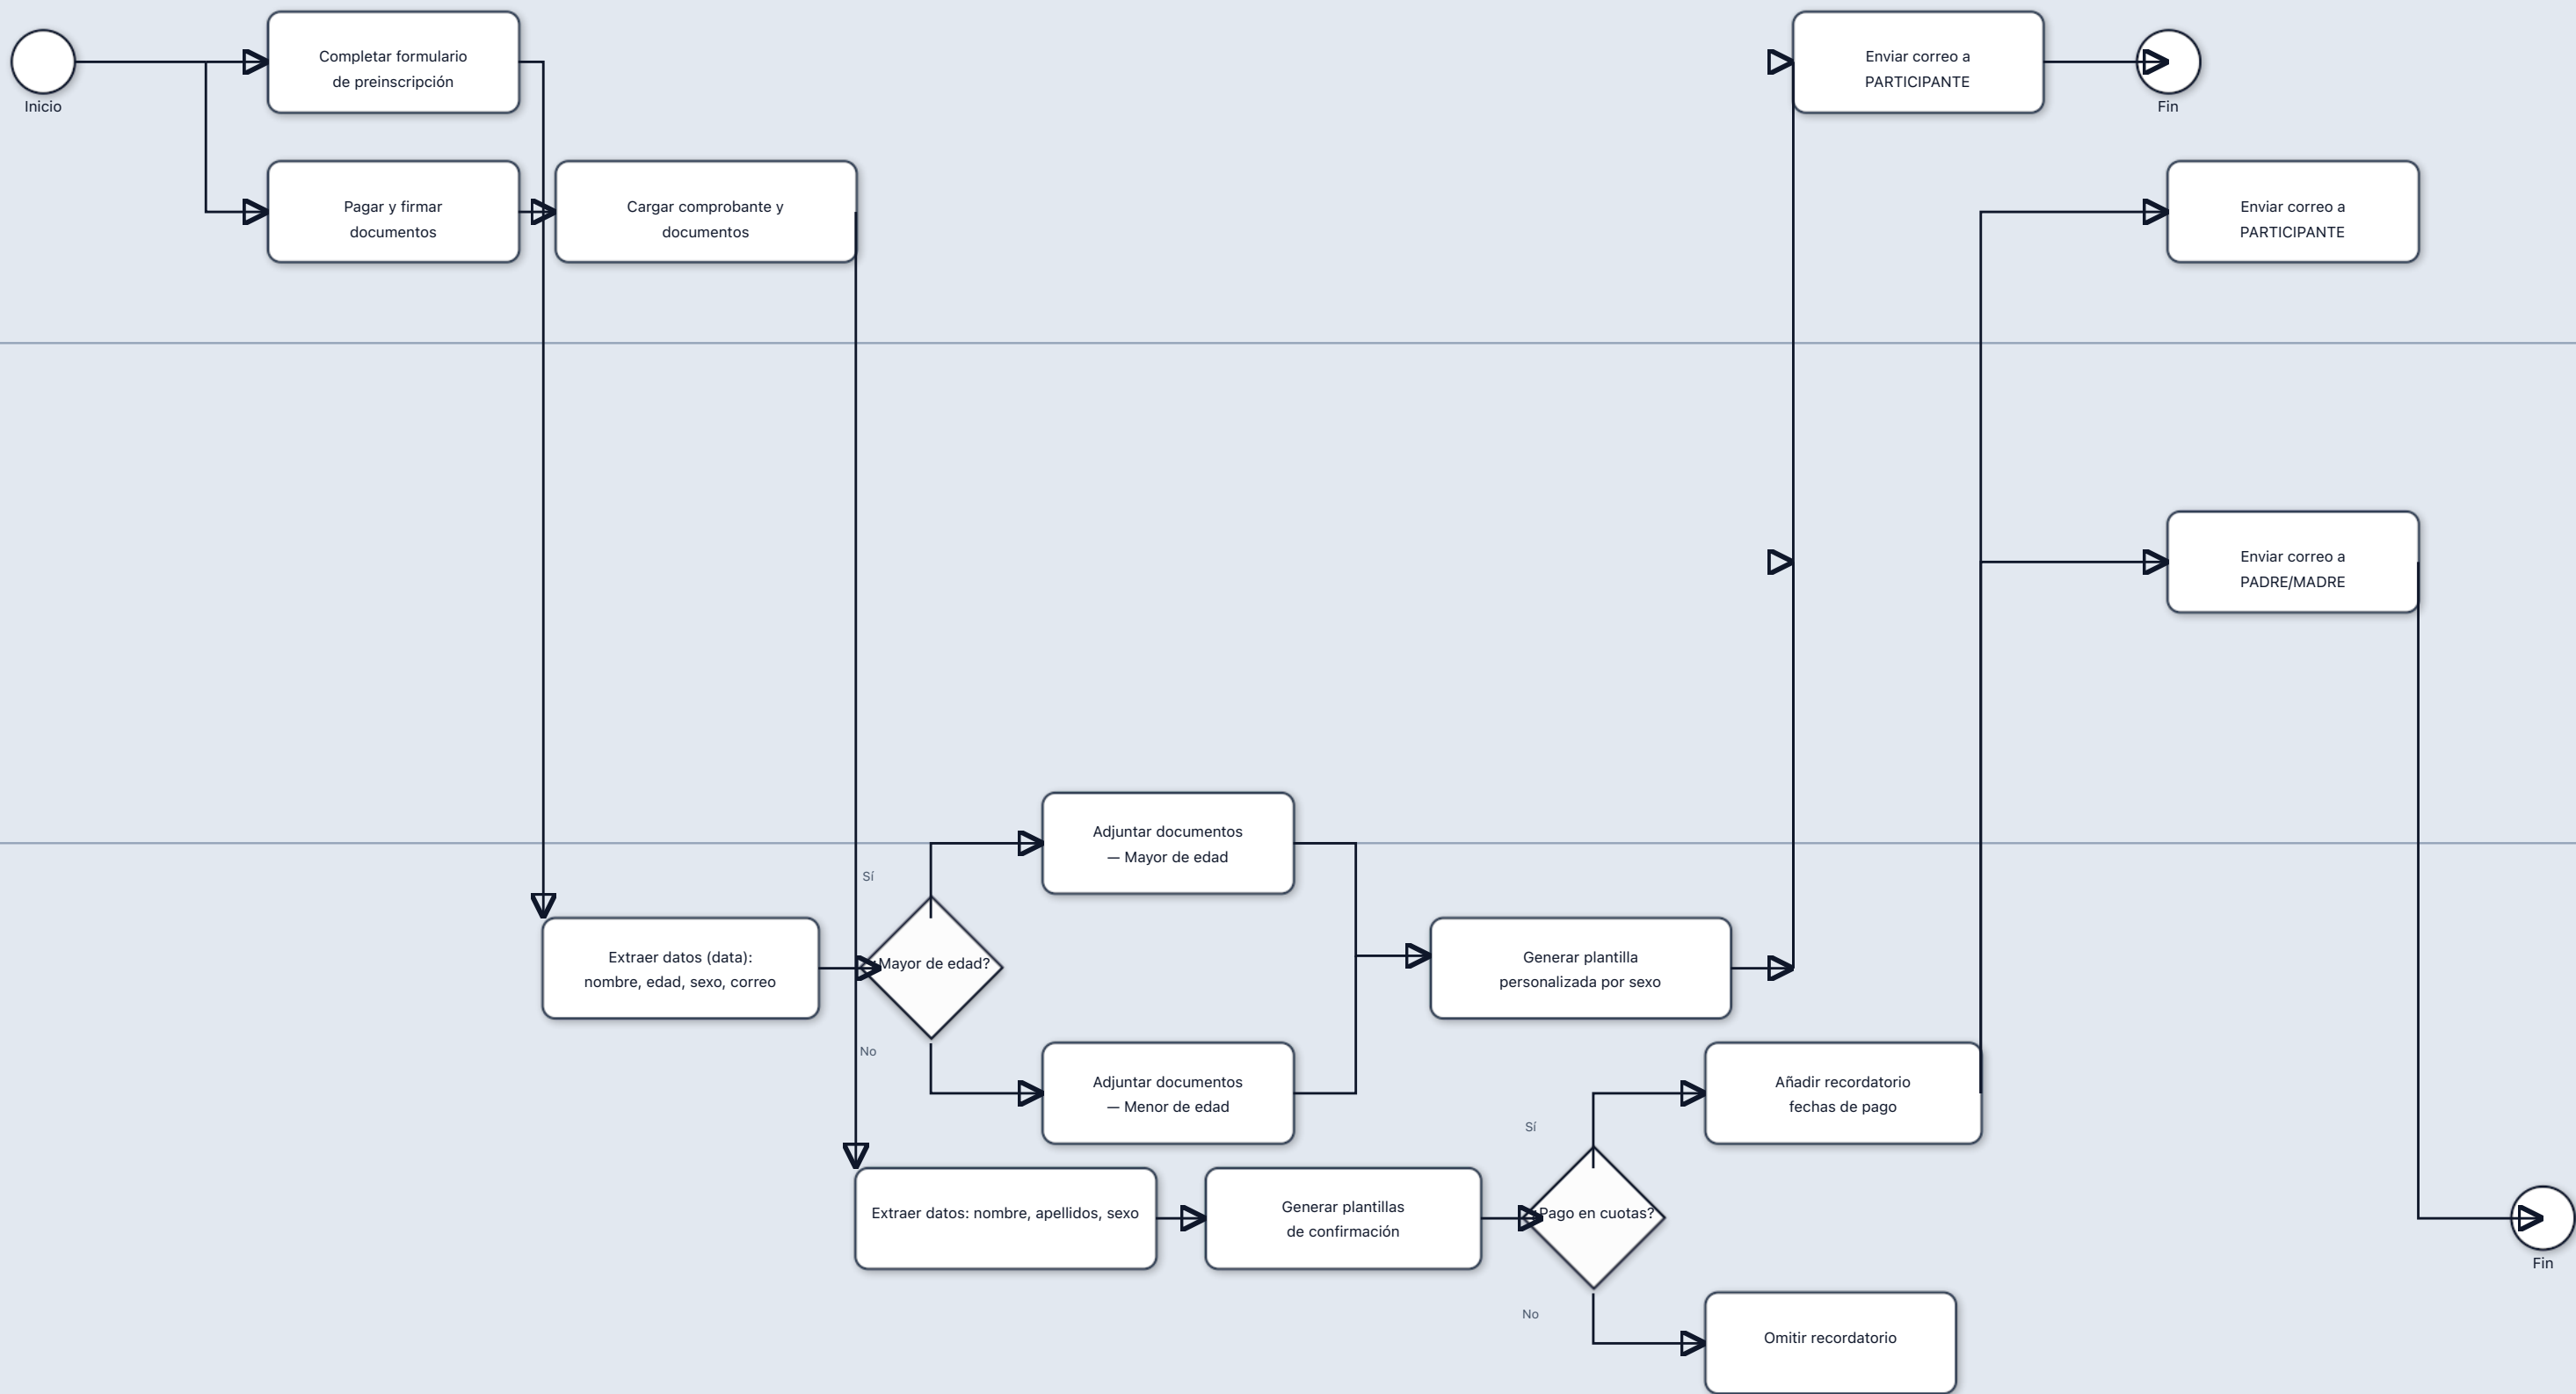 Inicio
Completar formulario
de preinscripción
Enviar correo a
PARTICIPANTE
Fin
Pagar y firmar
documentos
Cargar comprobante y
documentos
Enviar correo a
PARTICIPANTE
Enviar correo a
PADRE/MADRE
Adjuntar documentos
— Mayor de edad
Sí
Extraer datos (data):
nombre, edad, sexo, correo
¿Mayor de edad?
Generar plantilla
personalizada por sexo
No
Adjuntar documentos
— Menor de edad
Añadir recordatorio
fechas de pago
Sí
Extraer datos: nombre, apellidos, sexo
Generar plantillas
de confirmación
¿Pago en cuotas?
Fin
No
Omitir recordatorio